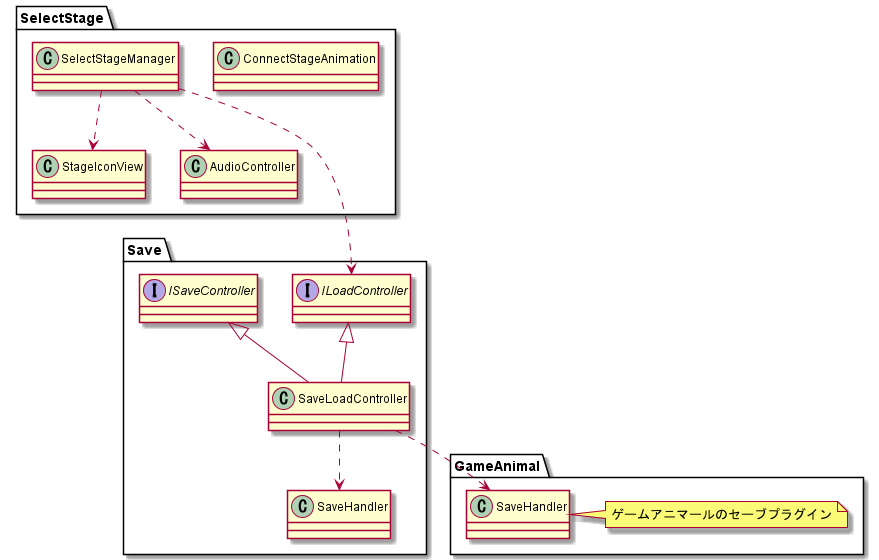 SelectStage
C SelectStageManager
C ConnectStageAnimation
C StageIconView
C AudioController
Save
I ISaveController
I ILoadController
C SaveLoadController
C SaveHandler
GameAnimal
C SaveHandler
ゲームアニマールのセーブプラグイン